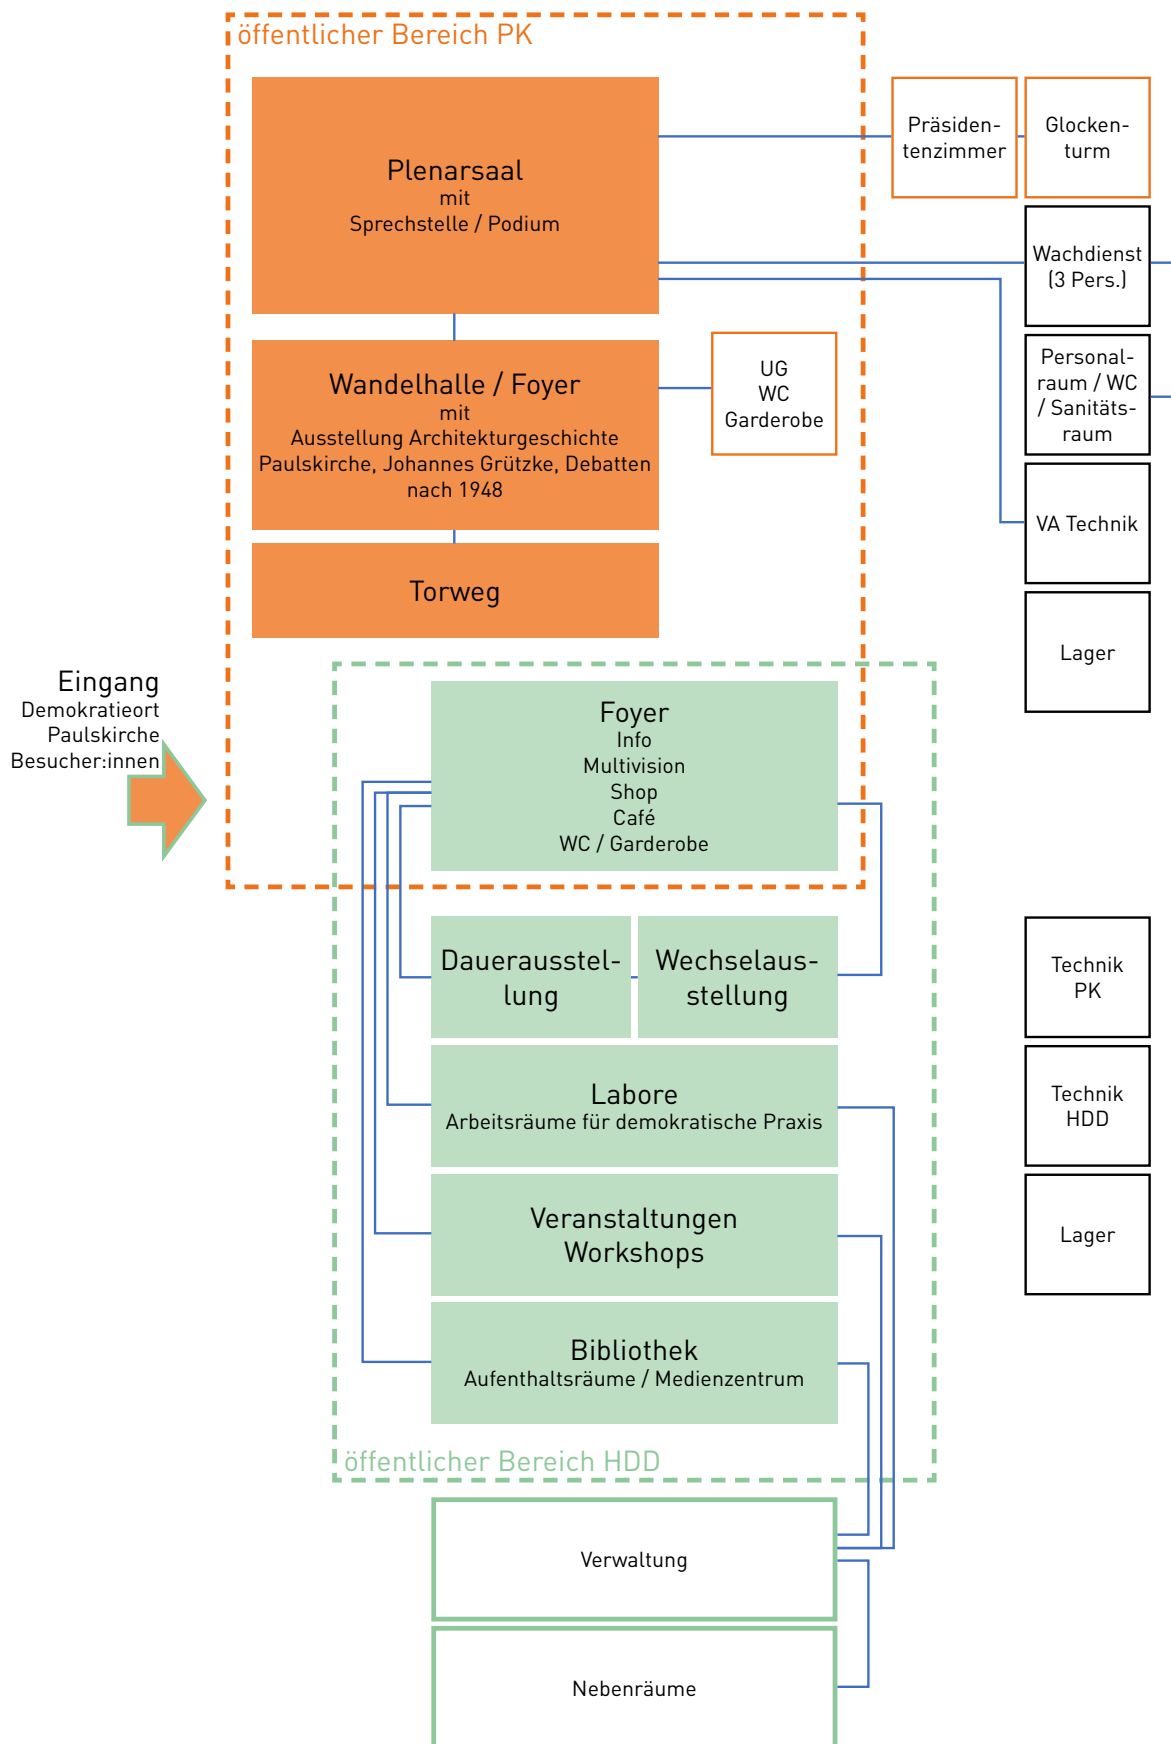 öffentlicher Bereich PK
Plenarsaal
mit
Sprechstelle / Podium
Präsiden-
tenzimmer
Glocken-
turm
Wachdienst
(3 Pers.)
Wandelhalle / Foyer
mit
Ausstellung Architekturgeschichte
Paulskirche, Johannes Grützke, Debatten
nach 1948
UG
WC
Garderobe
Personal-
raum / WC
/ Sanitäts-
raum
VA Technik
Torweg
Lager
Eingang
Demokratieort
Paulskirche
Besucher:innen
Foyer
Info
Multivision
Shop
Café
WC / Garderobe
Dauerausstel-
lung
Wechselaus-
stellung
Technik
PK
Labore
Arbeitsräume für demokratische Praxis
Technik
HDD
Veranstaltungen
Workshops
Lager
Bibliothek
Aufenthaltsräume / Medienzentrum
öffentlicher Bereich HDD
Verwaltung
Nebenräume